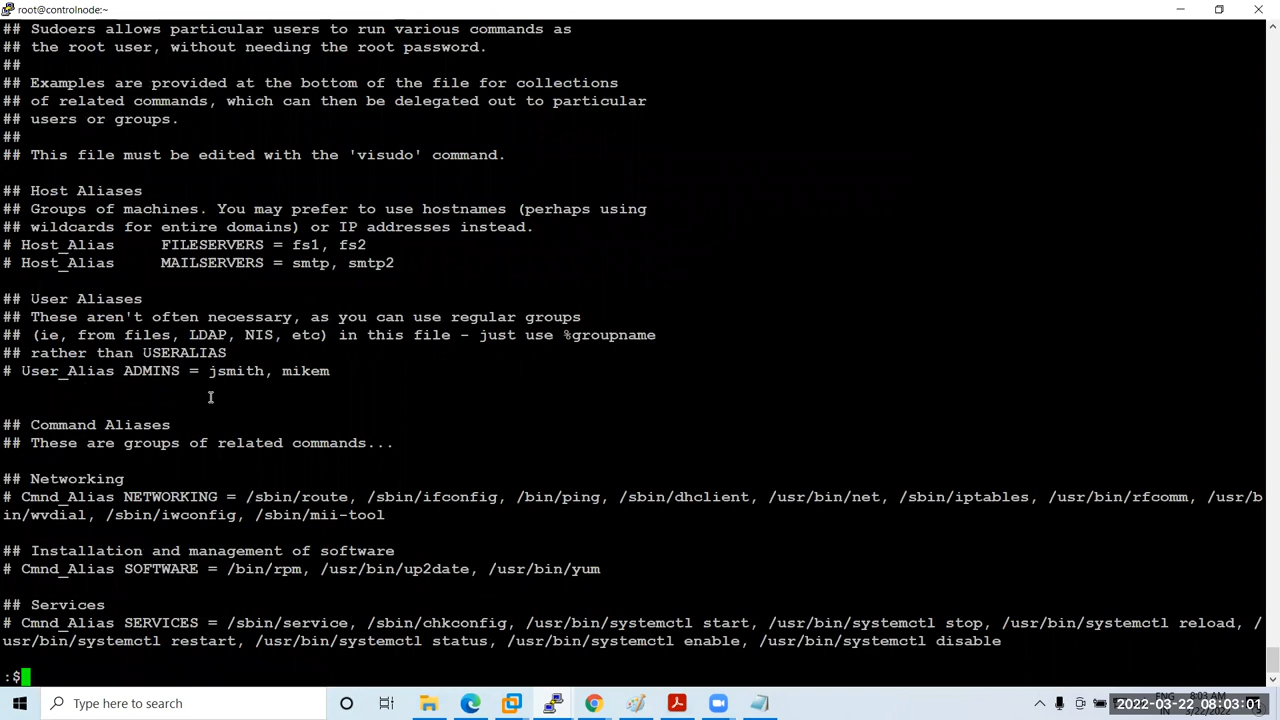 root@controlnode:~
## Sudoers allows particular users to run various commands as
## the root user, without needing the root password.
##
## Examples are provided at the bottom of the file for collections
## of related commands, which can then be delegated out to particular
## users or groups.
##
## This file must be edited with the 'visudo' command.
## Host Aliases
## Groups of machines. You may prefer to use hostnames (perhaps using
## wildcards for entire domains) or IP addresses instead.
# Host_Alias     FILESERVERS = fs1, fs2
# Host_Alias     MAILSERVERS = smtp, smtp2
## User Aliases
## These aren't often necessary, as you can use regular groups
## (ie, from files, LDAP, NIS, etc) in this file - just use %groupname
## rather than USERALIAS
# User_Alias ADMINS = jsmith, mikem
## Command Aliases
## These are groups of related commands...
## Networking
# Cmnd_Alias NETWORKING = /sbin/route, /sbin/ifconfig, /bin/ping, /sbin/dhclient, /usr/bin/net, /sbin/iptables, /usr/bin/rfcomm, /usr/b
in/wvdial, /sbin/iwconfig, /sbin/mii-tool
## Installation and management of software
# Cmnd_Alias SOFTWARE = /bin/rpm, /usr/bin/up2date, /usr/bin/yum
## Services
# Cmnd_Alias SERVICES = /sbin/service, /sbin/chkconfig, /usr/bin/systemctl start, /usr/bin/systemctl stop, /usr/bin/systemctl reload, /
usr/bin/systemctl restart, /usr/bin/systemctl status, /usr/bin/systemctl enable, /usr/bin/systemctl disable
:$
Type here to search
ENG
8:03 AM
IN
2022-03-22 08:03:01